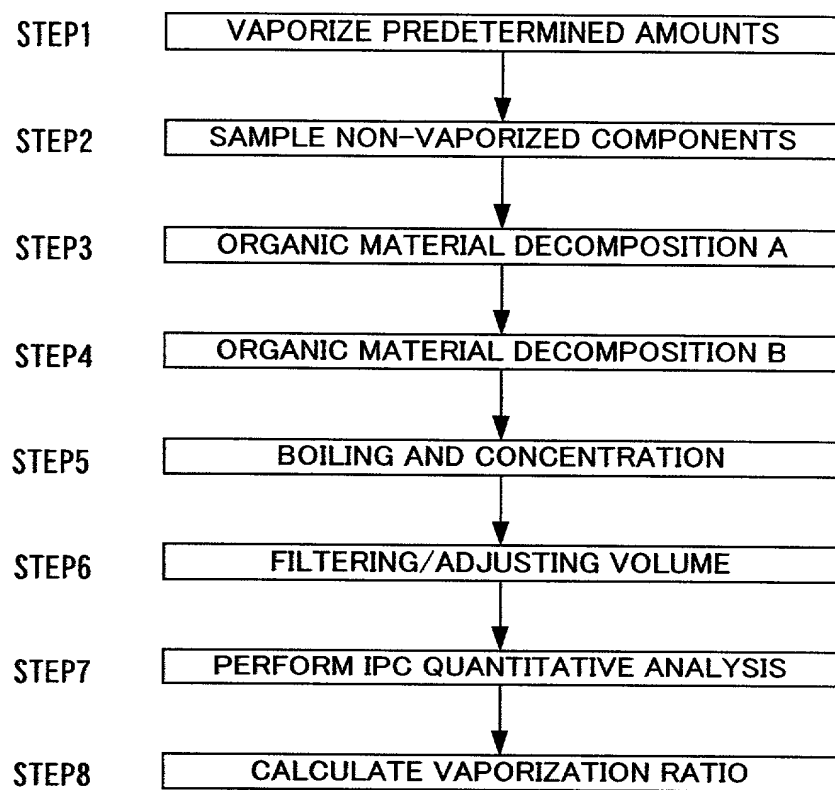 STEP1 VAPORIZE PREDETERMINED AMOUNTS
STEP2 SAMPLE NON-VAPORIZED COMPONENTS
STEP3 ORGANIC MATERIAL DECOMPOSITION A
STEP4 ORGANIC MATERIAL DECOMPOSITION B
STEP5 BOILING AND CONCENTRATION
STEP6 FILTERING/ADJUSTING VOLUME
STEP7 PERFORM IPC QUANTITATIVE ANALYSIS
STEP8 CALCULATE VAPORIZATION RATIO